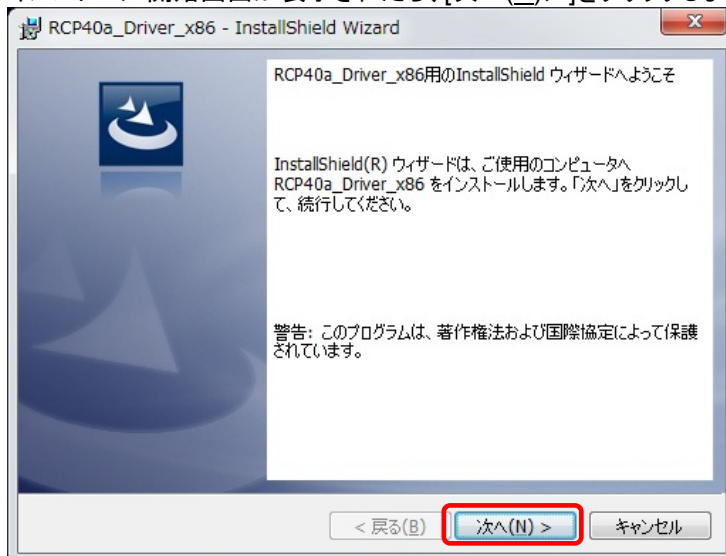 RCP40a_Driver_x86 - InstallShield Wizard
RCP40a_Driver_x86用のInstallShield ウィザードへようこそ
InstallShield(R) ウィザードは、ご使用のコンピュータへ
RCP40a_Driver_x86 をインストールします。「次へ」をクリックし
て、続行してください。
警告: このプログラムは、著作権法および国際協定によって保護
されています。
< 戻る(B)
次へ(N) >
キャンセル